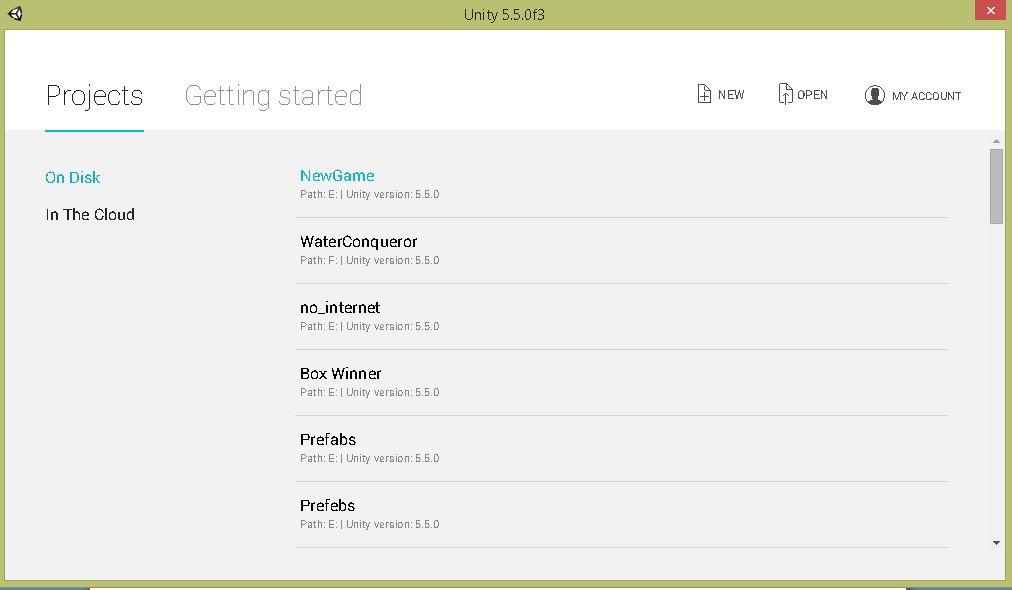 Unity 5.5.0f3
Projects
Getting started
NEW
OPEN
MY ACCOUNT
On Disk
In The Cloud
NewGame
Path: E: | Unity version: 5.5.0
WaterConqueror
Path: F: | Unity version: 5.5.0
no_internet
Path: E: | Unity version: 5.5.0
Box Winner
Path: E: | Unity version: 5.5.0
Prefabs
Path: E: | Unity version: 5.5.0
Prefebs
Path: E: | Unity version: 5.5.0